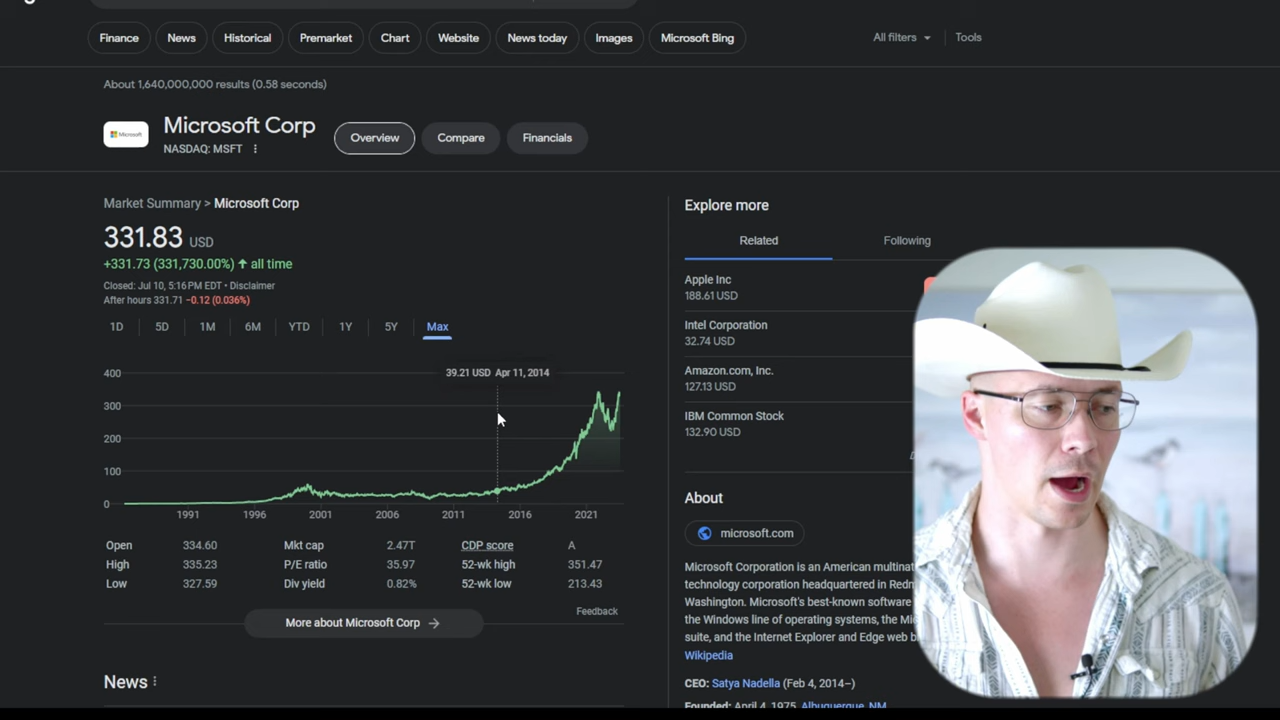 Finance News Historical Premarket Chart Website News today Images Microsoft Bing All filters Tools
About 1,640,000,000 results (0.58 seconds)
Microsoft
Microsoft Corp
NASDAQ: MSFT
Overview Compare Financials
Market Summary > Microsoft Corp
331.83 USD
+331.73 (331,730.00%) ↑ all time
Closed: Jul 10, 5:16 PM EDT • Disclaimer
After hours 331.71 −0.12 (0.036%)
1D 5D 1M 6M YTD 1Y 5Y Max
39.21 USD Apr 11, 2014
400
300
200
100
0
1991 1996 2001 2006 2011 2016 2021
Open 334.60 Mkt cap 2.47T CDP score A
High 335.23 P/E ratio 35.97 52-wk high 351.47
Low 327.59 Div yield 0.82% 52-wk low 213.43
Feedback
More about Microsoft Corp →
News
Explore more
Related Following
Apple Inc
188.61 USD
Intel Corporation
32.74 USD
Amazon.com, Inc.
127.13 USD
IBM Common Stock
132.90 USD
About
microsoft.com
Microsoft Corporation is an American multinat
technology corporation headquartered in Redm
Washington. Microsoft's best-known software
the Windows line of operating systems, the Mi
suite, and the Internet Explorer and Edge web b
Wikipedia
CEO: Satya Nadella (Feb 4, 2014–)
Founded: April 4, 1975, Albuquerque, NM